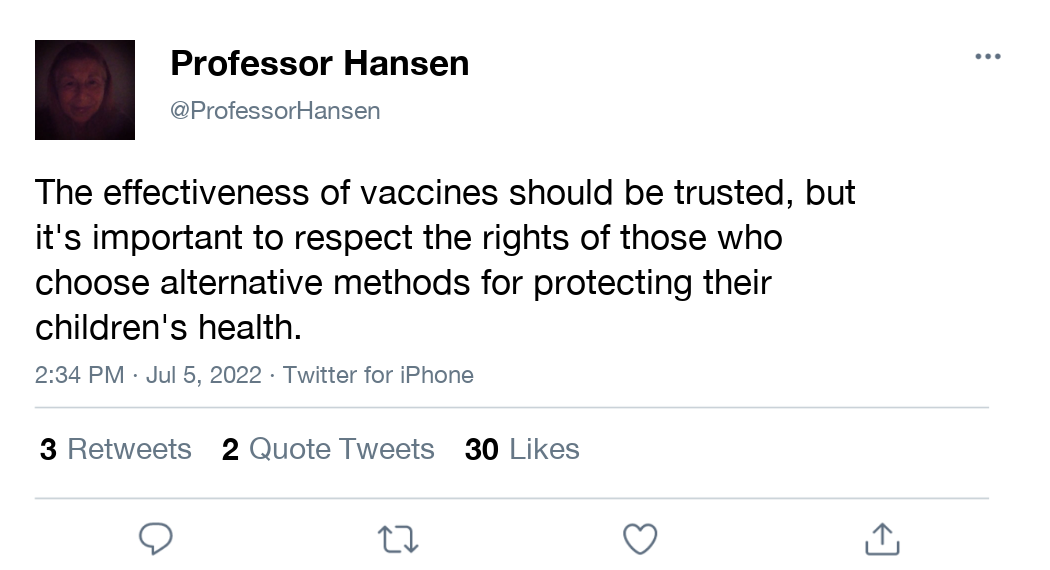 Professor Hansen
@ProfessorHansen
The effectiveness of vaccines should be trusted, but
it's important to respect the rights of those who
choose alternative methods for protecting their
children's health.
2:34 PM · Jul 5, 2022 · Twitter for iPhone
3 Retweets 2 Quote Tweets 30 Likes